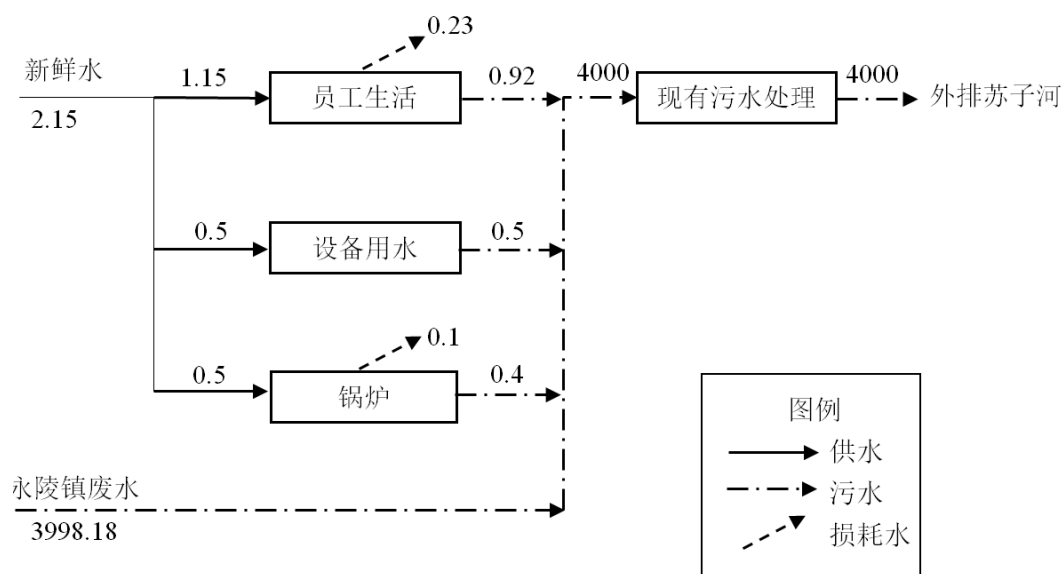 0.23
新鲜水
1.15
员工生活
0.92
4000
现有污水处理
4000
外排苏子河
2.15
0.5
设备用水
0.5
0.1
0.5
锅炉
0.4
图例
供水
污水
损耗水
永陵镇废水
3998.18